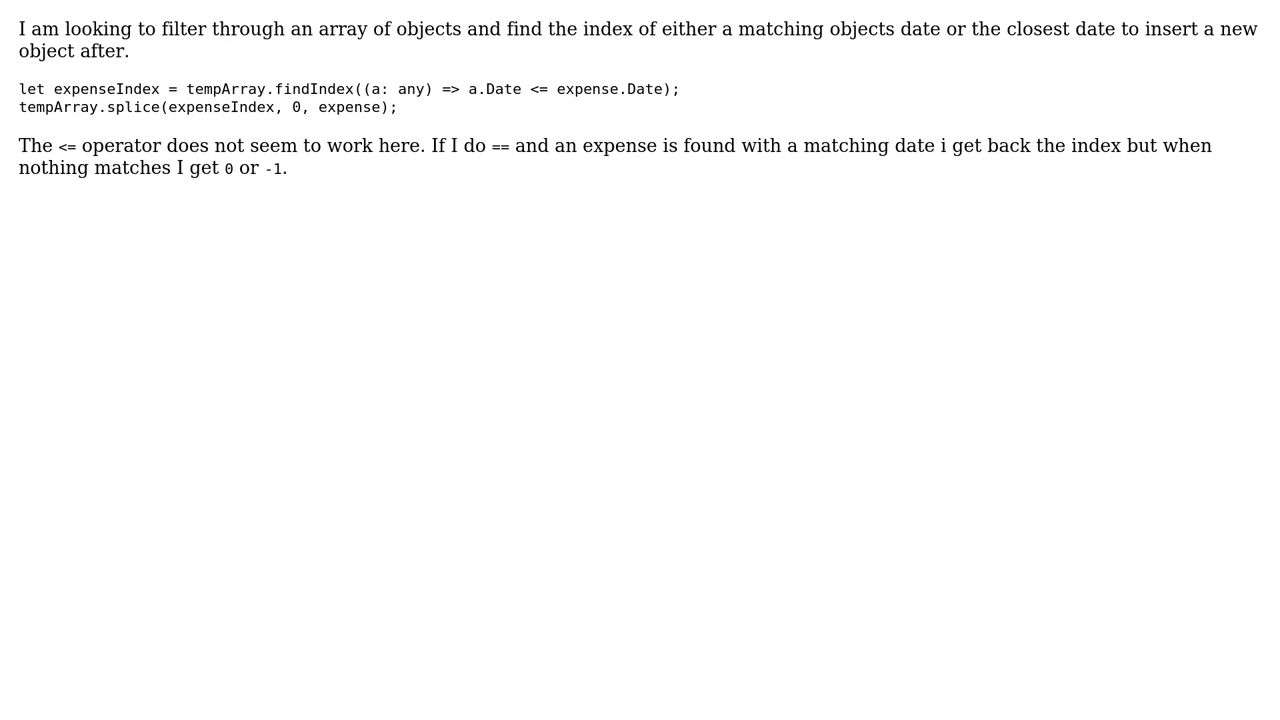 I am looking to filter through an array of objects and find the index of either a matching objects date or the closest date to insert a new
object after.
let expenseIndex = tempArray.findIndex((a: any) => a.Date <= expense.Date);
tempArray.splice(expenseIndex, 0, expense);
The <= operator does not seem to work here. If I do == and an expense is found with a matching date i get back the index but when
nothing matches I get 0 or -1.